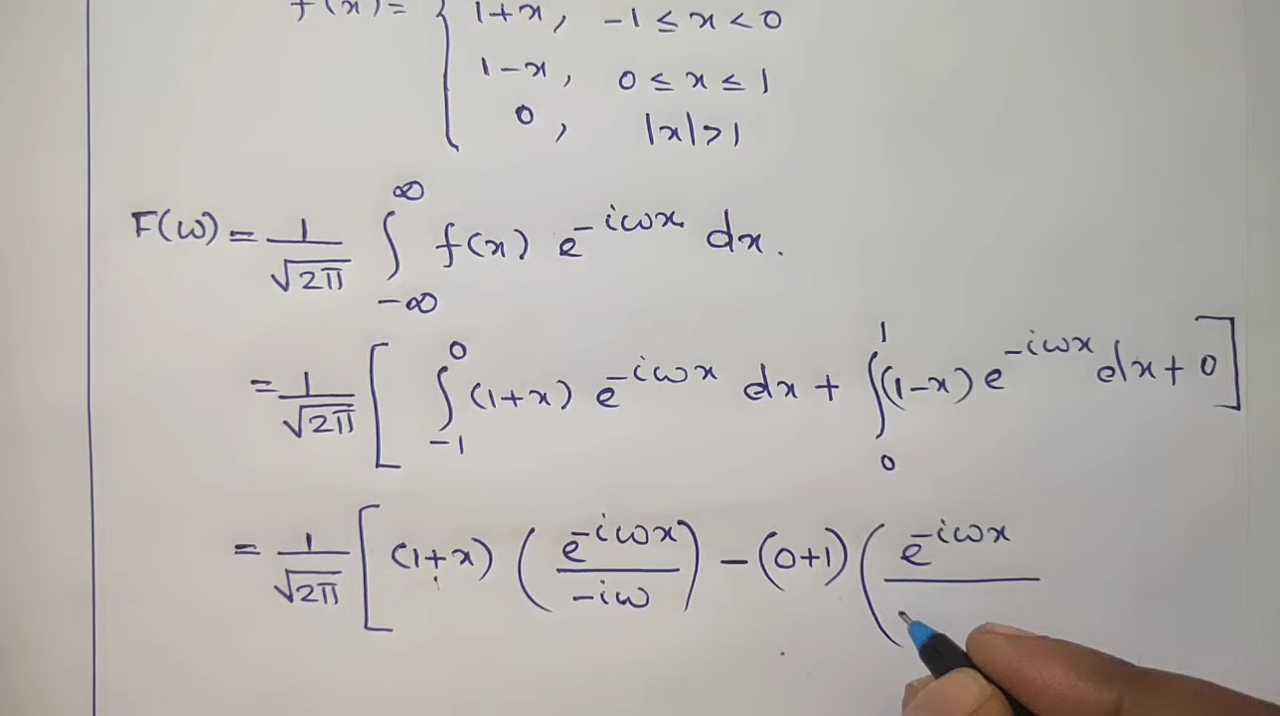 f(x) = { 1+x, -1 ≤ x < 0
1-x, 0 ≤ x ≤ 1
0, |x|>1
F(ω) = 1/√2π ∫_{-∞}^{∞} f(x) e^{-iωx} dx.
= 1/√2π [ ∫_{-1}^{0} (1+x) e^{-iωx} dx + ∫_{0}^{1} (1-x) e^{-iωx} dx + 0 ]
= 1/√2π [ (1+x) ( e^{-iωx} / -iω ) - (0+1) ( e^{-iωx}